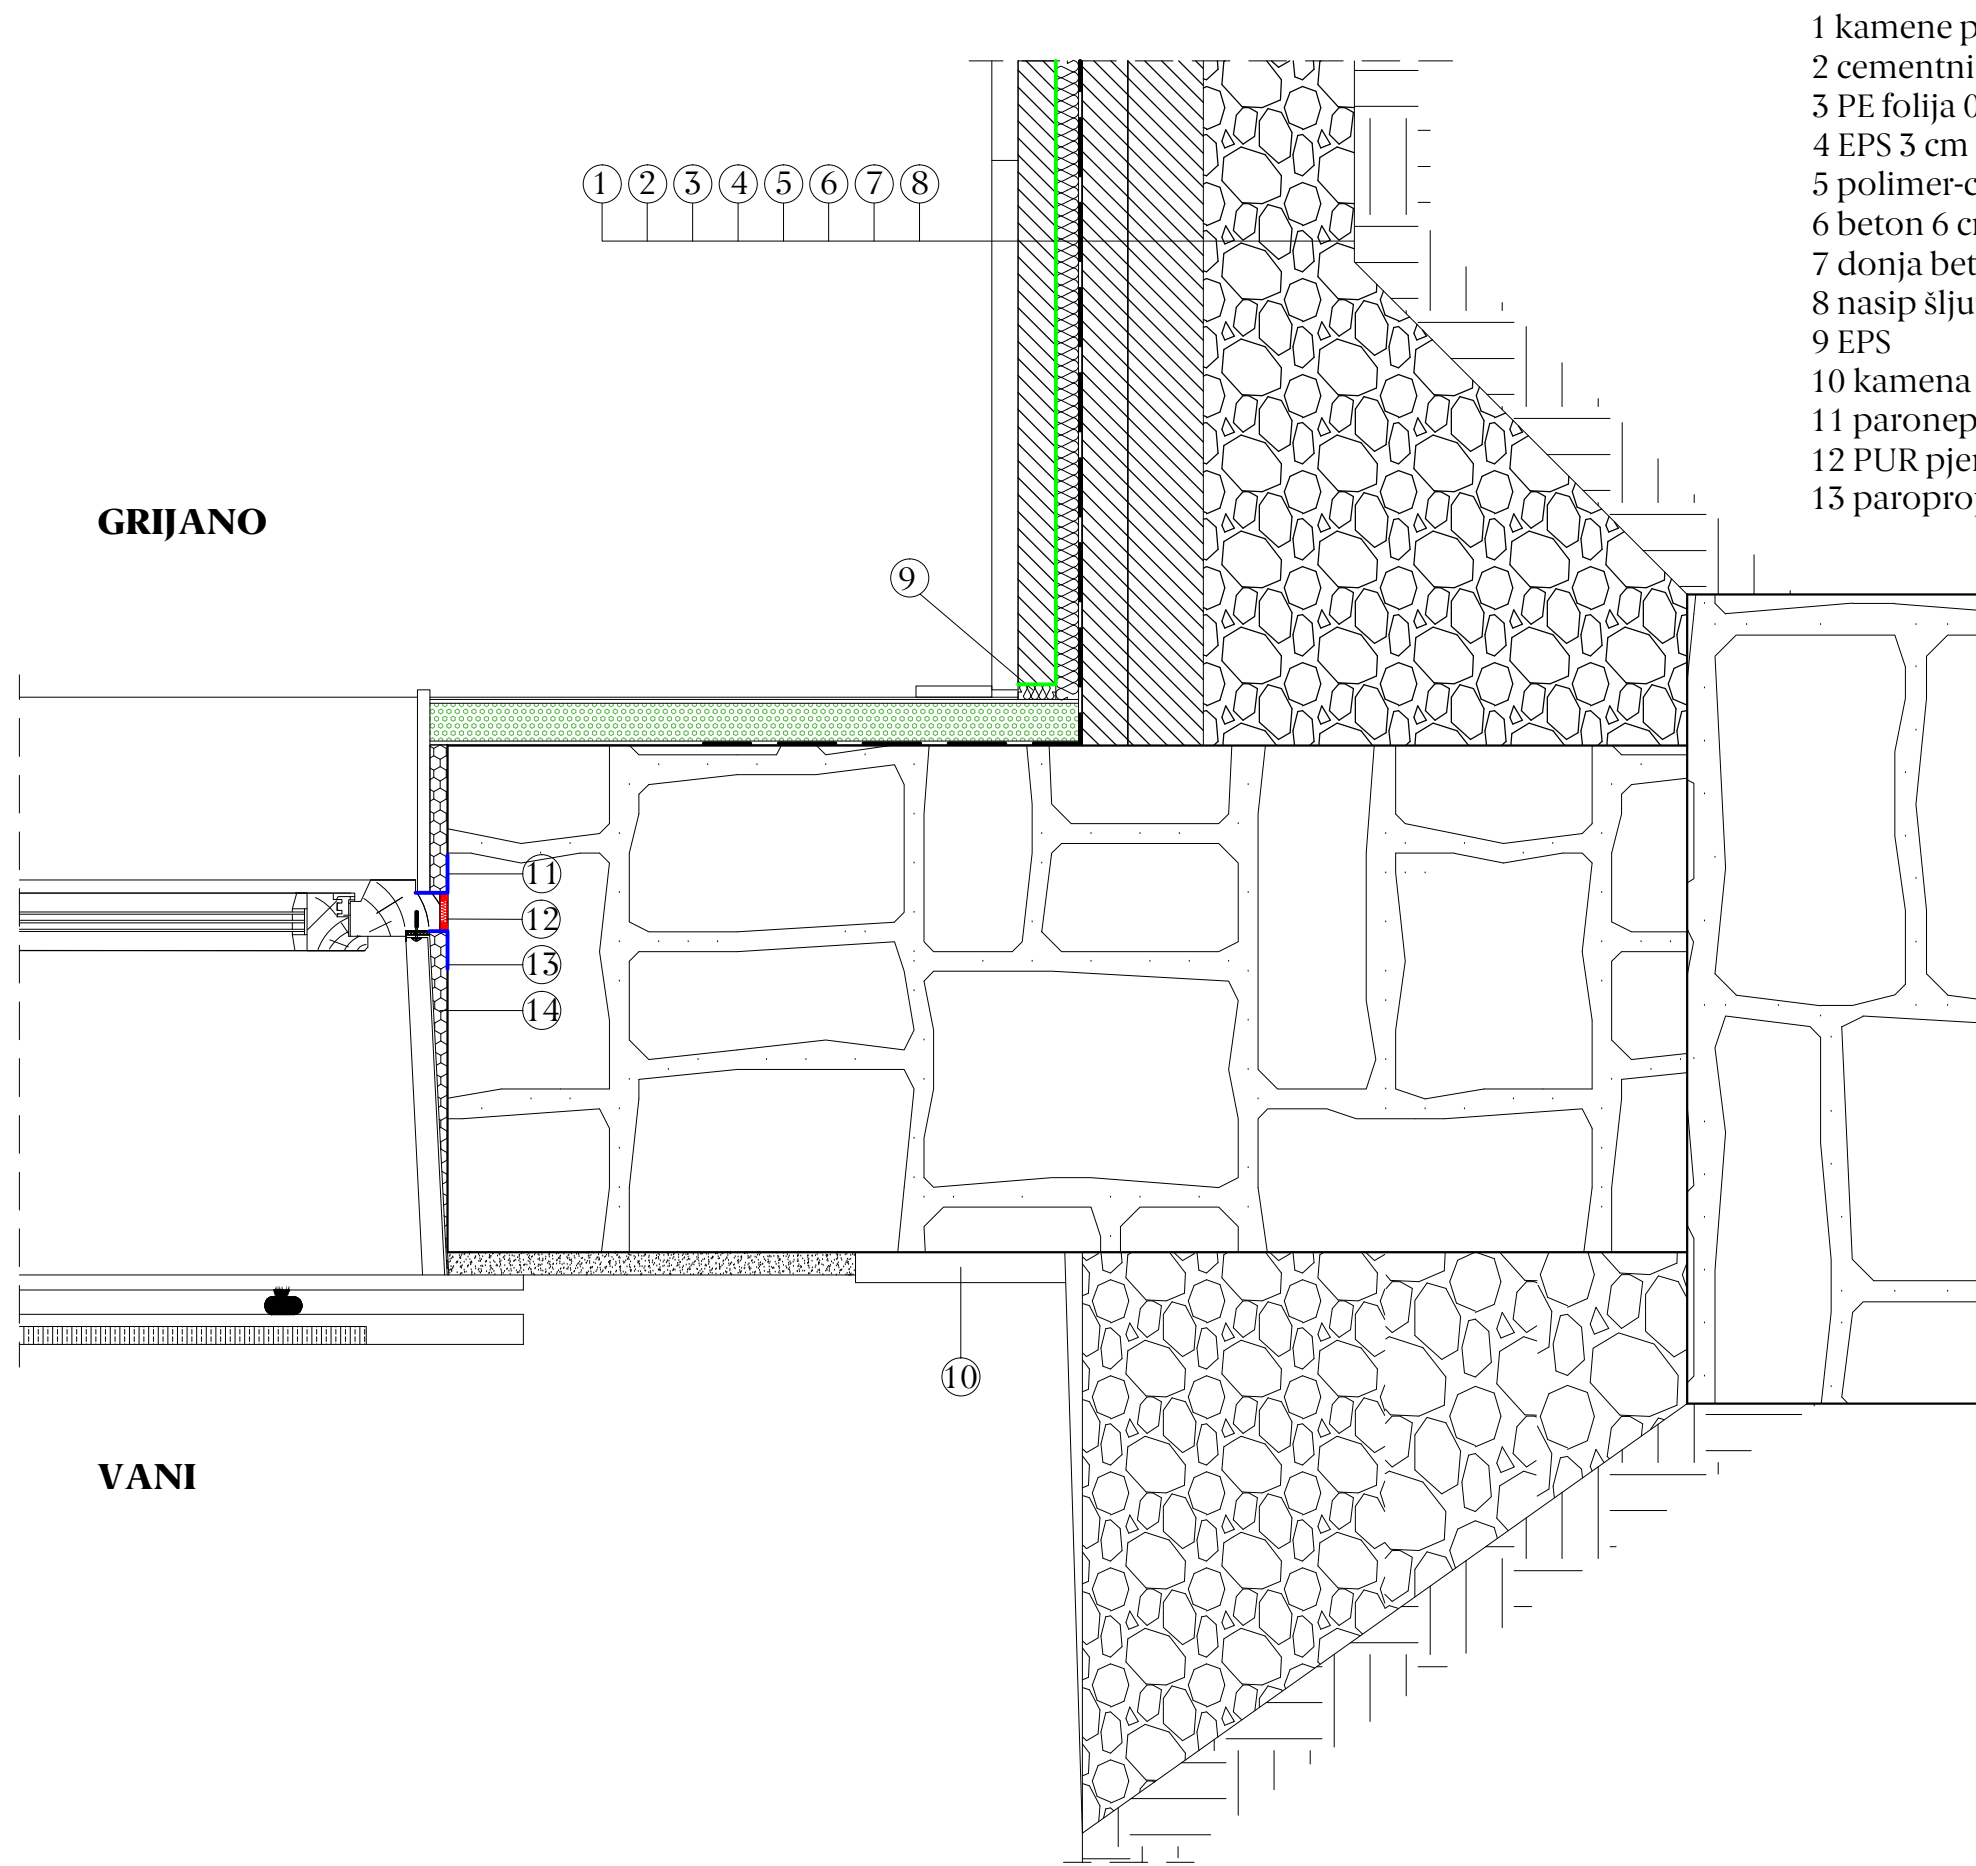 1 kamene p
2 cementni
3 PE folija 0
4 EPS 3 cm
5 polimer-c
6 beton 6 cr
7 donja bet
8 nasip šlju
9 EPS
10 kamena
11 paronep
12 PUR pjer
13 paropro
1 2 3 4 5 6 7 8
GRIJANO
9
11
12
13
14
10
VANI